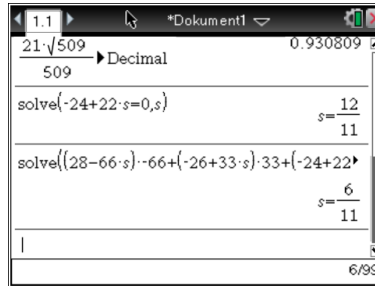 1.1 *Dokument1
21·√509
509
▸Decimal 0.930809
solve(-24+22·s=0,s)
s=12/11
solve((28-66·s)·-66+(-26+33·s)·33+(-24+22▸
s=6/11
6/99